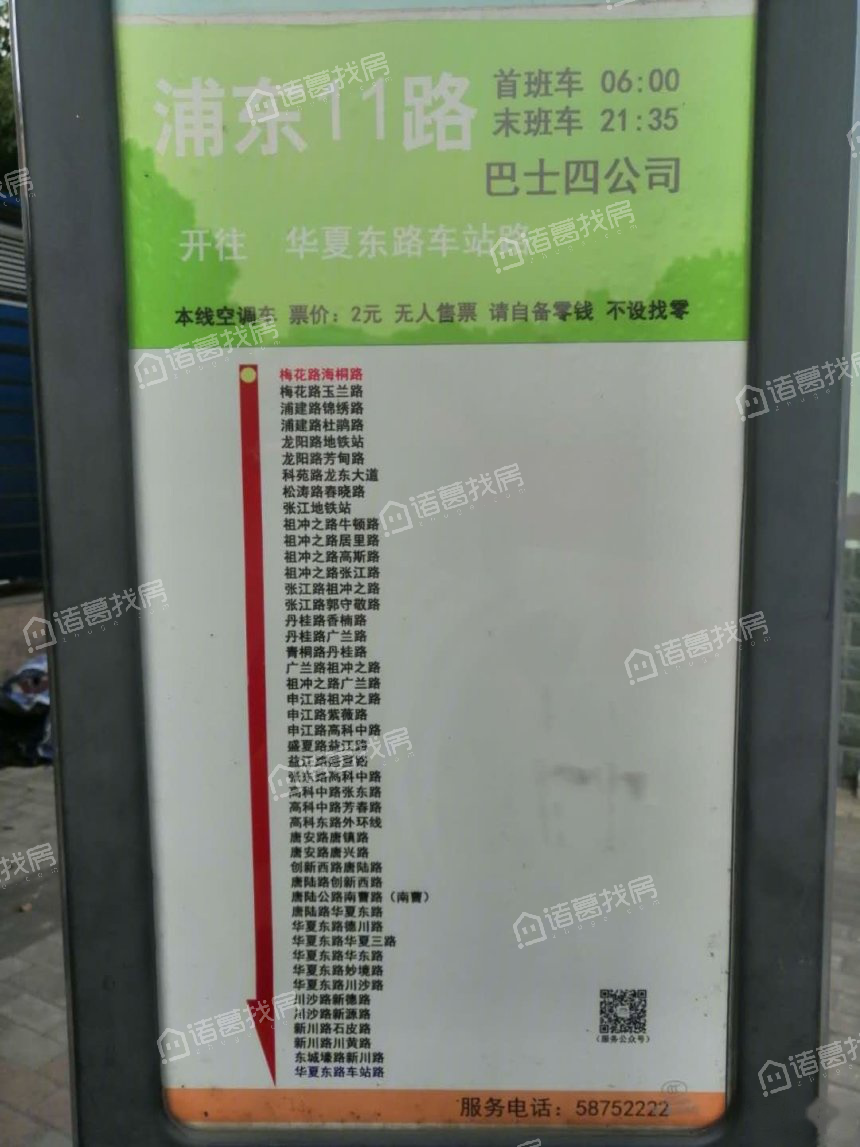 浦东11路
首班车 06:00
末班车 21:35
巴士四公司
开往 华夏东路车站路
本线空调车 票价：2元 无人售票 请自备零钱 不设找零
梅花路海桐路
梅花路玉兰路
浦建路锦绣路
浦建路杜鹃路
龙阳路地铁站
龙阳路芳甸路
科苑路龙东大道
松涛路春晓路
张江地铁站
祖冲之路牛顿路
祖冲之路居里路
祖冲之路高斯路
祖冲之路张江路
张江路祖冲之路
张江路郭守敬路
丹桂路香楠路
丹桂路广兰路
青桐路丹桂路
广兰路祖冲之路
祖冲之路广兰路
申江路祖冲之路
申江路紫薇路
申江路高科中路
盛夏路益江路
张东路高科中路
高科中路张东路
高科中路芳春路
高科东路外环线
唐安路唐镇路
唐安路唐兴路
创新西路唐陆路
唐陆路创新西路
唐陆公路南曹路（南曹）
唐陆路华夏东路
华夏东路德川路
华夏东路华夏三路
华夏东路华东路
华夏东路妙境路
华夏东路川沙路
川沙路新德路
川沙路新源路
新川路石皮路
新川路川黄路
东城壕路新川路
华夏东路车站路
（服务公众号）
服务电话：58752222
诸葛找房